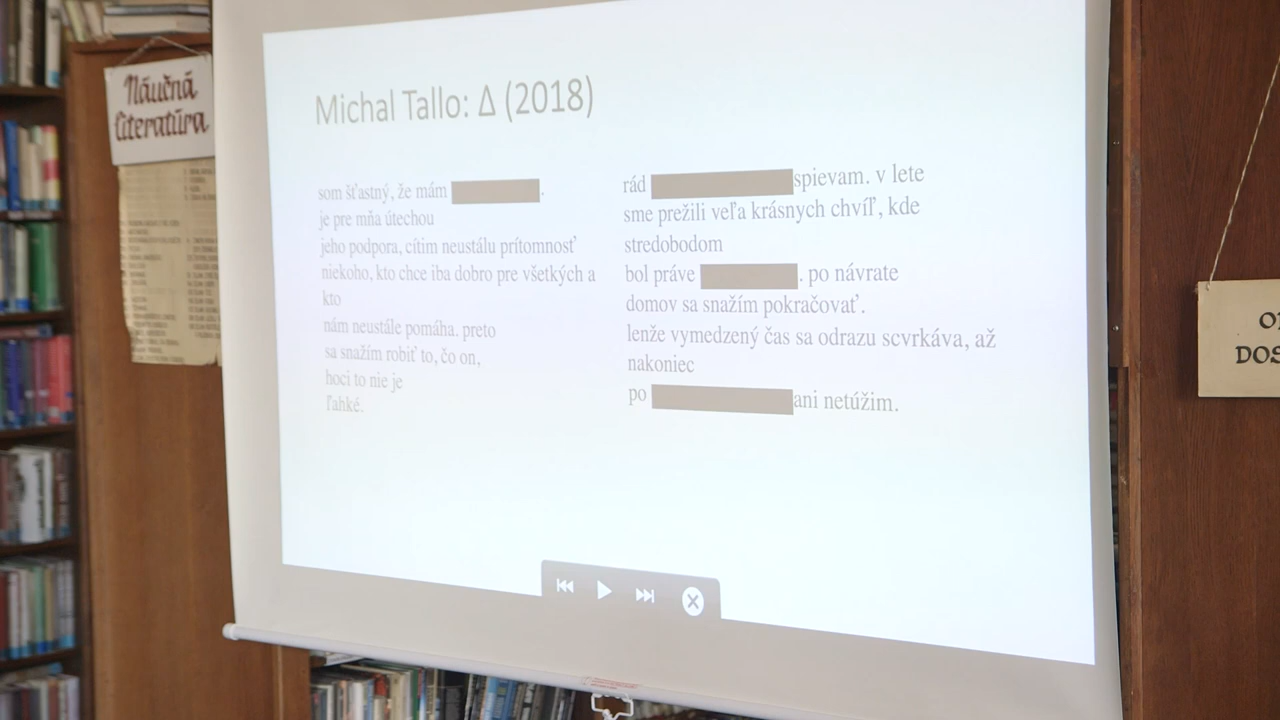 Náučná
literatúra
Michal Tallo: Δ (2018)
som šťastný, že mám .
je pre mňa útechou
jeho podpora, cítim neustálu prítomnosť
niekoho, kto chce iba dobro pre všetkých a
kto
nám neustále pomáha. preto
sa snažím robiť to, čo on,
hoci to nie je
ľahké.
rád spievam. v lete
sme prežili veľa krásnych chvíľ, kde
stredobodom
bol práve . po návrate
domov sa snažím pokračovať.
lenže vymedzený čas sa odrazu scvrkáva, až
nakoniec
po ani netúžim.